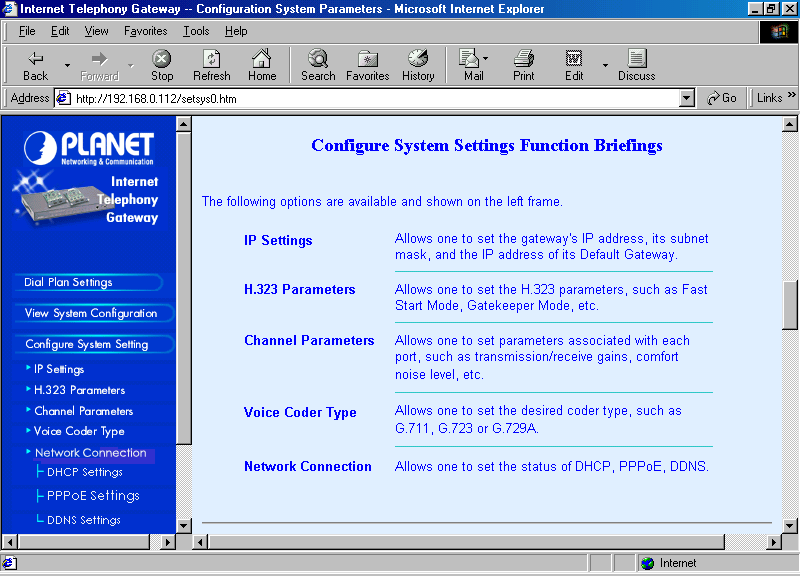 Internet Telephony Gateway -- Configuration System Parameters - Microsoft Internet Explorer
File Edit View Favorites Tools Help
Back Forward Stop Refresh Home Search Favorites History Mail Print Edit Discuss
Address http://192.168.0.112/setsys0.htm Go Links »
PLANET
Networking & Communication
Internet
Telephony
Gateway
Dial Plan Settings
View System Configuration
Configure System Setting
IP Settings
H.323 Parameters
Channel Parameters
Voice Coder Type
Network Connection
DHCP Settings
PPPoE Settings
DDNS Settings
Configure System Settings Function Briefings
The following options are available and shown on the left frame.
IP Settings
Allows one to set the gateway's IP address, its subnet
mask, and the IP address of its Default Gateway.
H.323 Parameters
Allows one to set the H.323 parameters, such as Fast
Start Mode, Gatekeeper Mode, etc.
Channel Parameters
Allows one to set parameters associated with each
port, such as transmission/receive gains, comfort
noise level, etc.
Voice Coder Type
Allows one to set the desired coder type, such as
G.711, G.723 or G.729A.
Network Connection
Allows one to set the status of DHCP, PPPoE, DDNS.
Internet